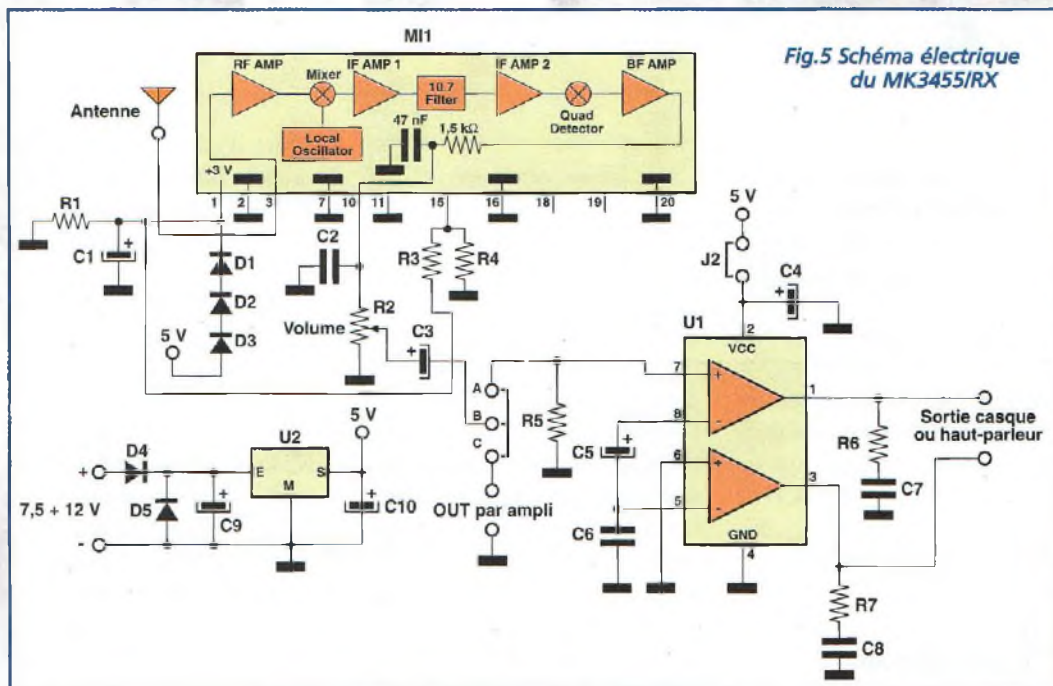 MI1
Fig.5 Schéma électrique
du MK3455/RX
RF AMP
Mixer
IF AMP 1
10.7
Filter
IF AMP 2
Quad
Detector
BF AMP
Local
Oscillator
47 nF
1,5 kΩ
Antenne
+3 V
1 2 3 7 10 11 15 16 18 19 20
R1
C1
+
D1
D2
D3
5 V
C2
R2
Volume
C3
+
R3
R4
A
B
C
OUT par ampli
R5
5 V
J2
C4
+
U1
2
VCC
7
+
8
-
6
+
5
-
1
3
GND
4
C5
+
C6
R6
C7
R7
C8
Sortie casque
ou haut-parleur
D4
+
7,5 + 12 V
-
D5
C9
+
U2
E
S
M
5 V
+
C10